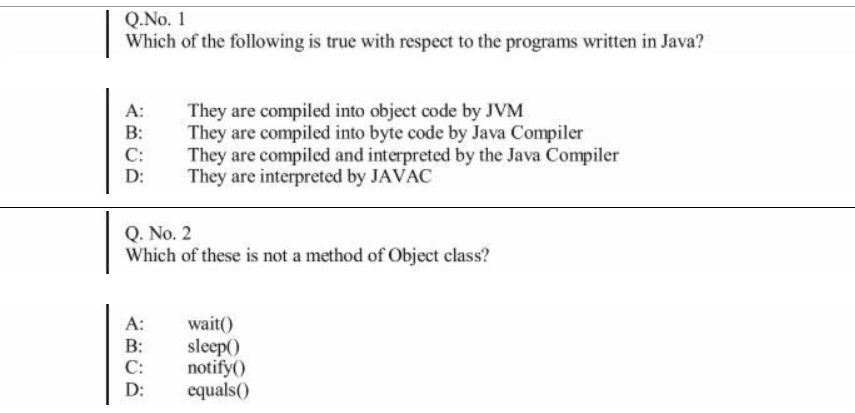 Q.No. 1
Which of the following is true with respect to the programs written in Java?
A: They are compiled into object code by JVM
B: They are compiled into byte code by Java Compiler
C: They are compiled and interpreted by the Java Compiler
D: They are interpreted by JAVAC
Q. No. 2
Which of these is not a method of Object class?
A: wait()
B: sleep()
C: notify()
D: equals()